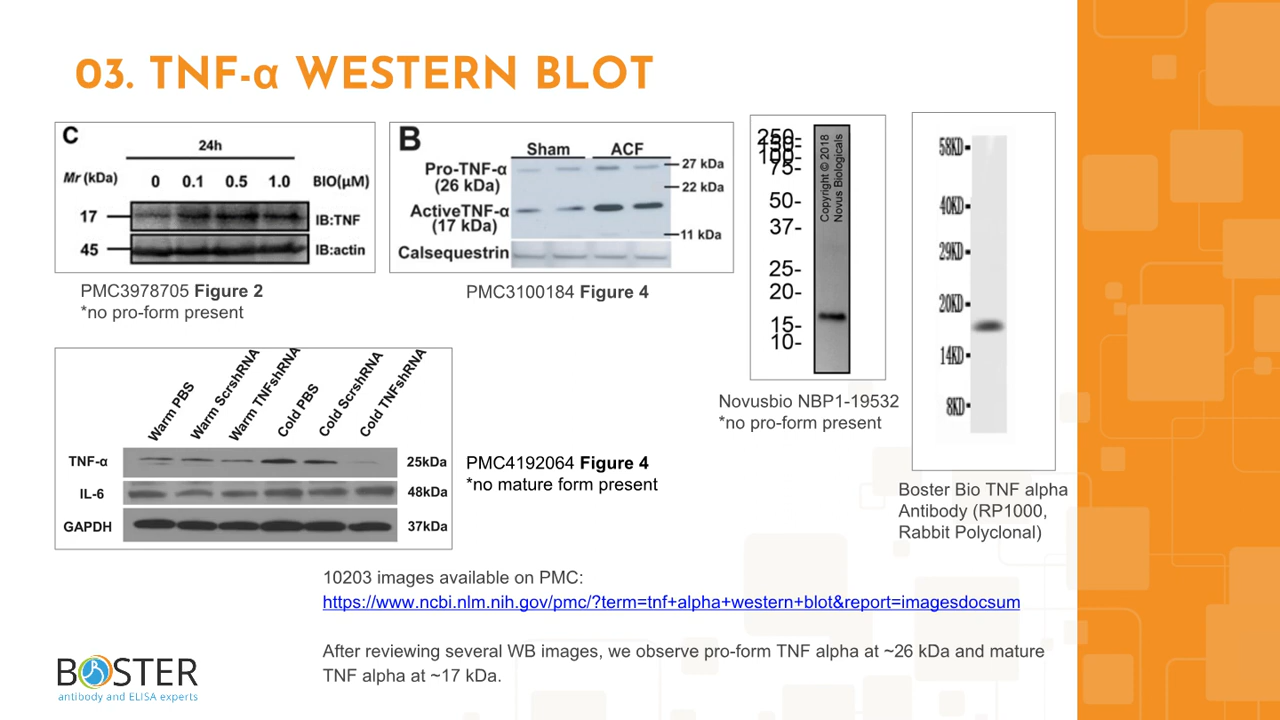 03. TNF-α WESTERN BLOT
C
24h
Mr (kDa) 0 0.1 0.5 1.0 BIO(µM)
17 IB:TNF
45 IB:actin
PMC3978705 Figure 2
*no pro-form present
B
Sham ACF
Pro-TNF-α
(26 kDa)
27 kDa
22 kDa
ActiveTNF-α
(17 kDa)
11 kDa
Calsequestrin
PMC3100184 Figure 4
250-
150-
100-
75-
50-
37-
25-
20-
15-
10-
Copyright © 2018
Novus Biologicals
Novusbio NBP1-19532
*no pro-form present
58KD
40KD
29KD
20KD
14KD
8KD
Boster Bio TNF alpha
Antibody (RP1000,
Rabbit Polyclonal)
Warm PBS
Warm ScrshRNA
Warm TNFshRNA
Cold PBS
Cold ScrshRNA
Cold TNFshRNA
TNF-α 25kDa
IL-6 48kDa
GAPDH 37kDa
PMC4192064 Figure 4
*no mature form present
10203 images available on PMC:
https://www.ncbi.nlm.nih.gov/pmc/?term=tnf+alpha+western+blot&report=imagesdocsum
After reviewing several WB images, we observe pro-form TNF alpha at ~26 kDa and mature
TNF alpha at ~17 kDa.
BOSTER
antibody and ELISA experts